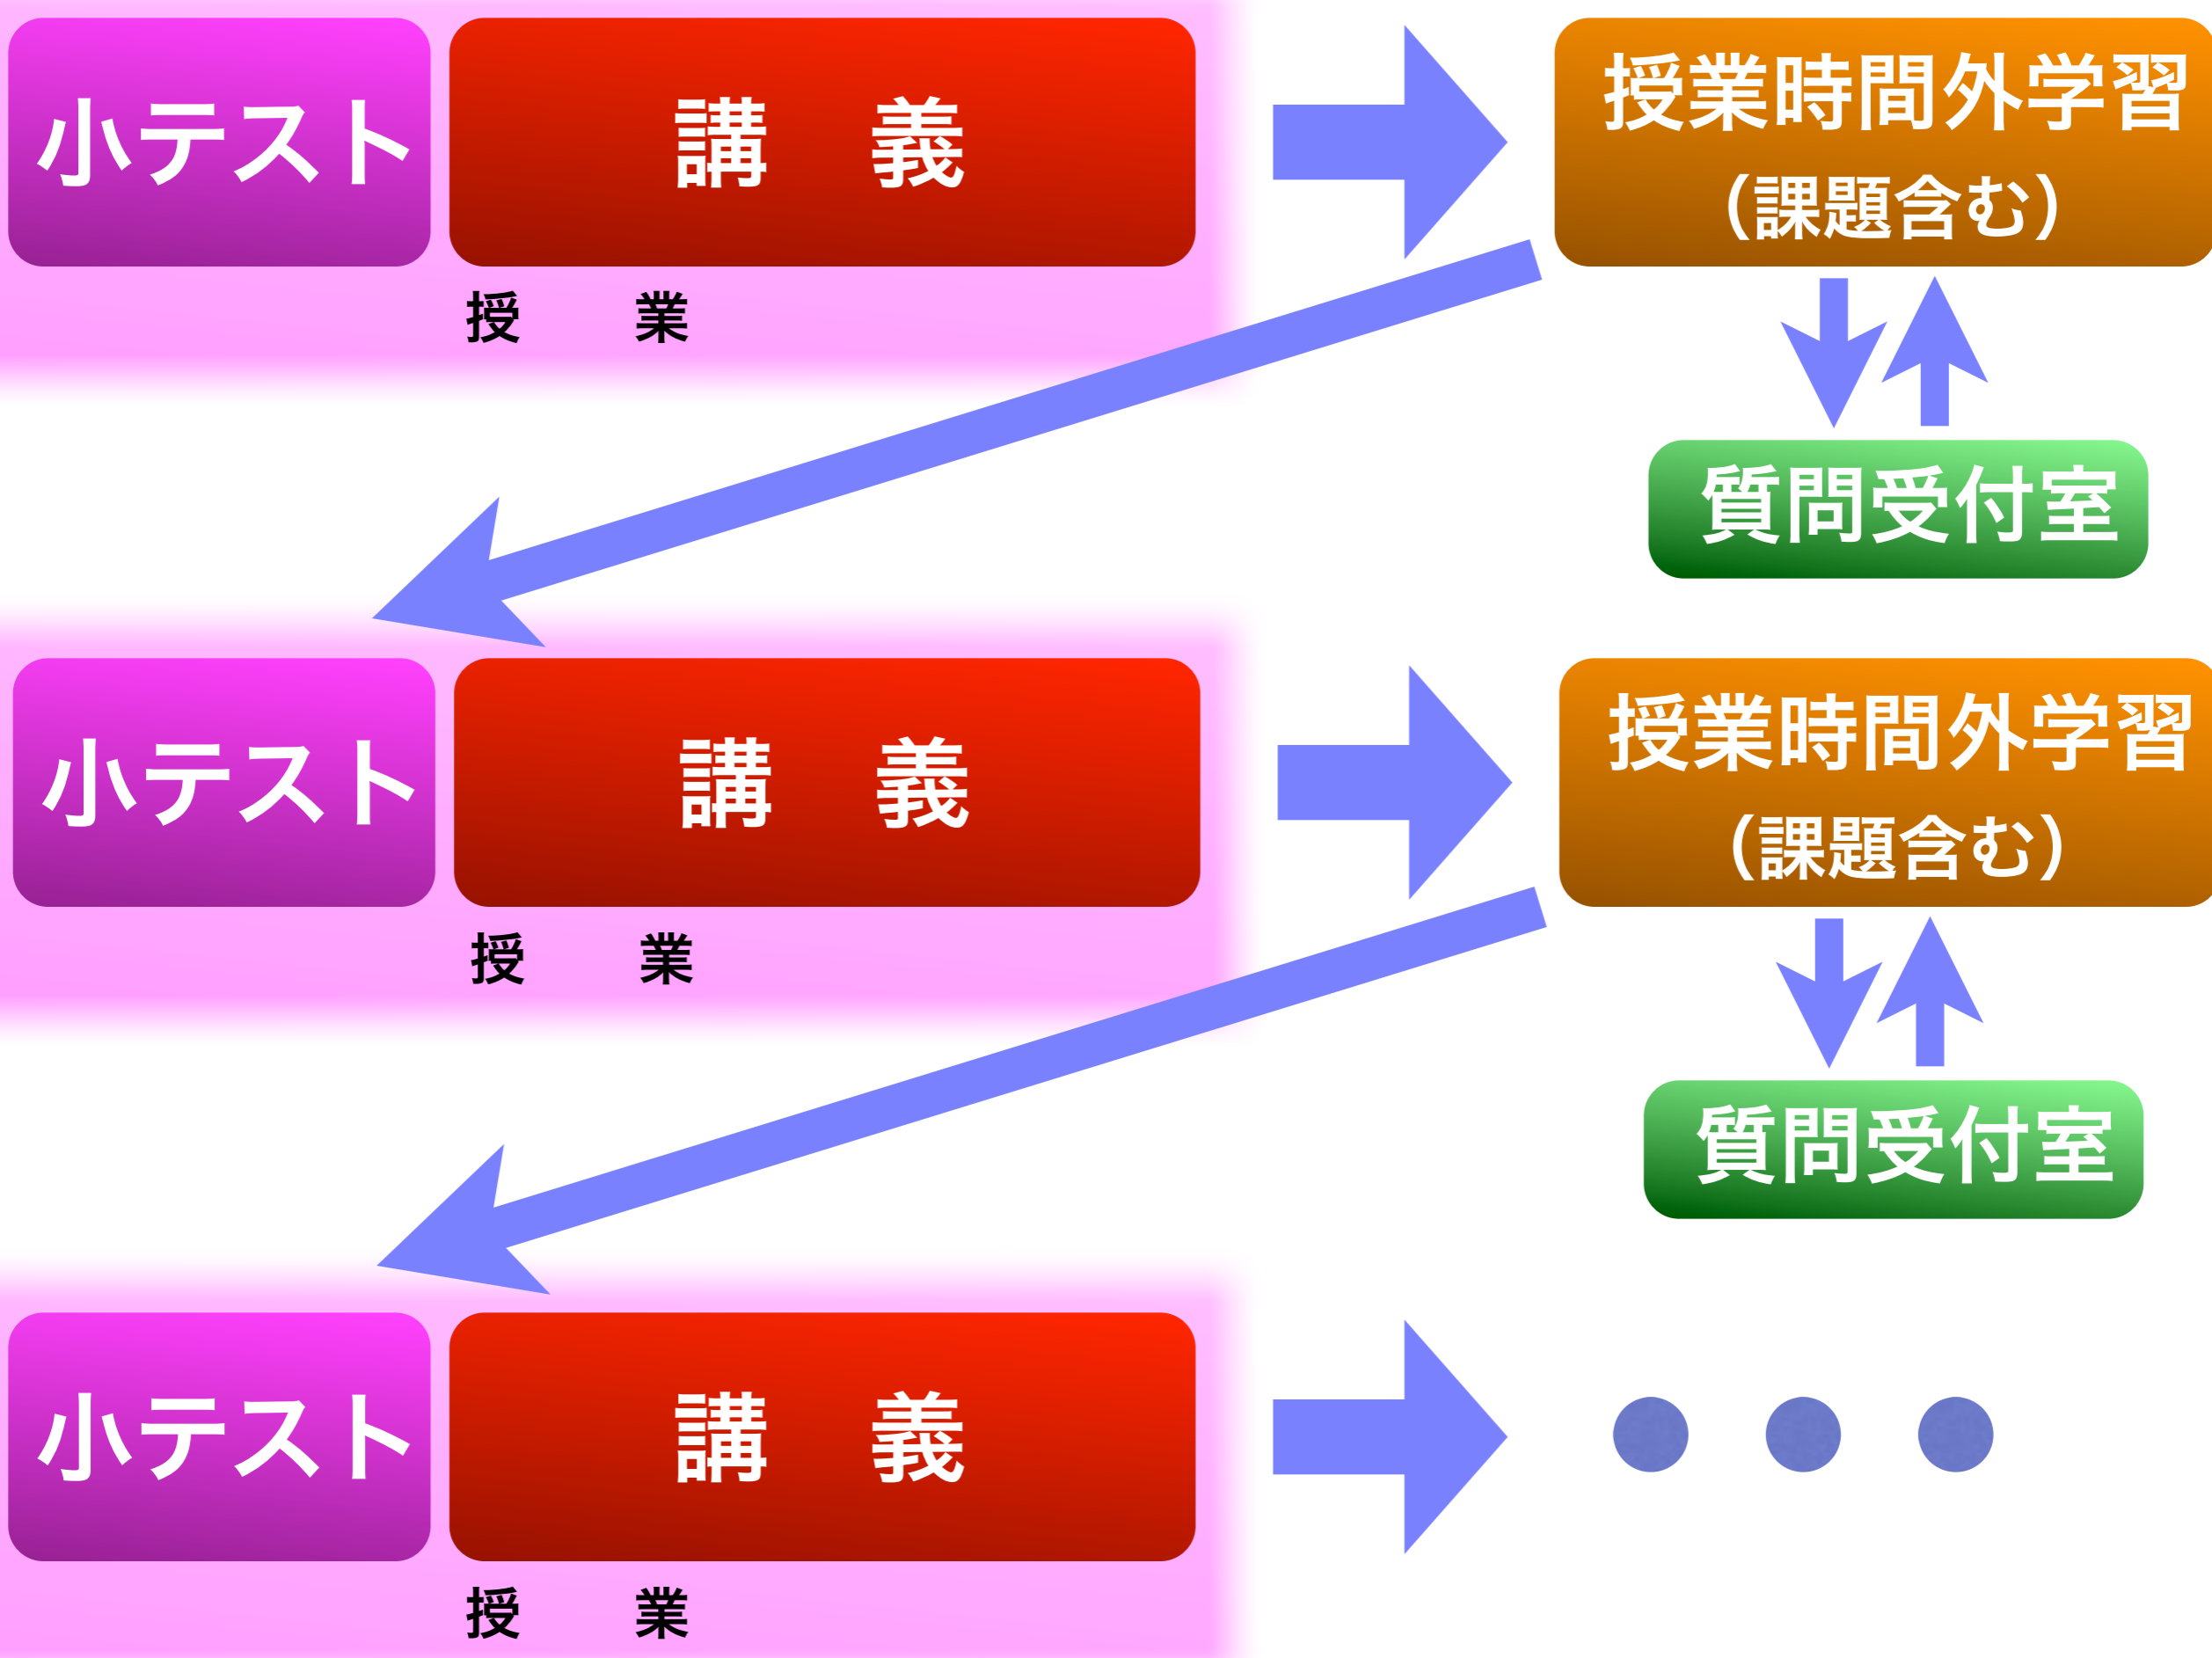 小テスト
講 義
授業時間外学習
（課題含む）
授 業
質問受付室
小テスト
講 義
授業時間外学習
（課題含む）
授 業
質問受付室
小テスト
講 義
授 業